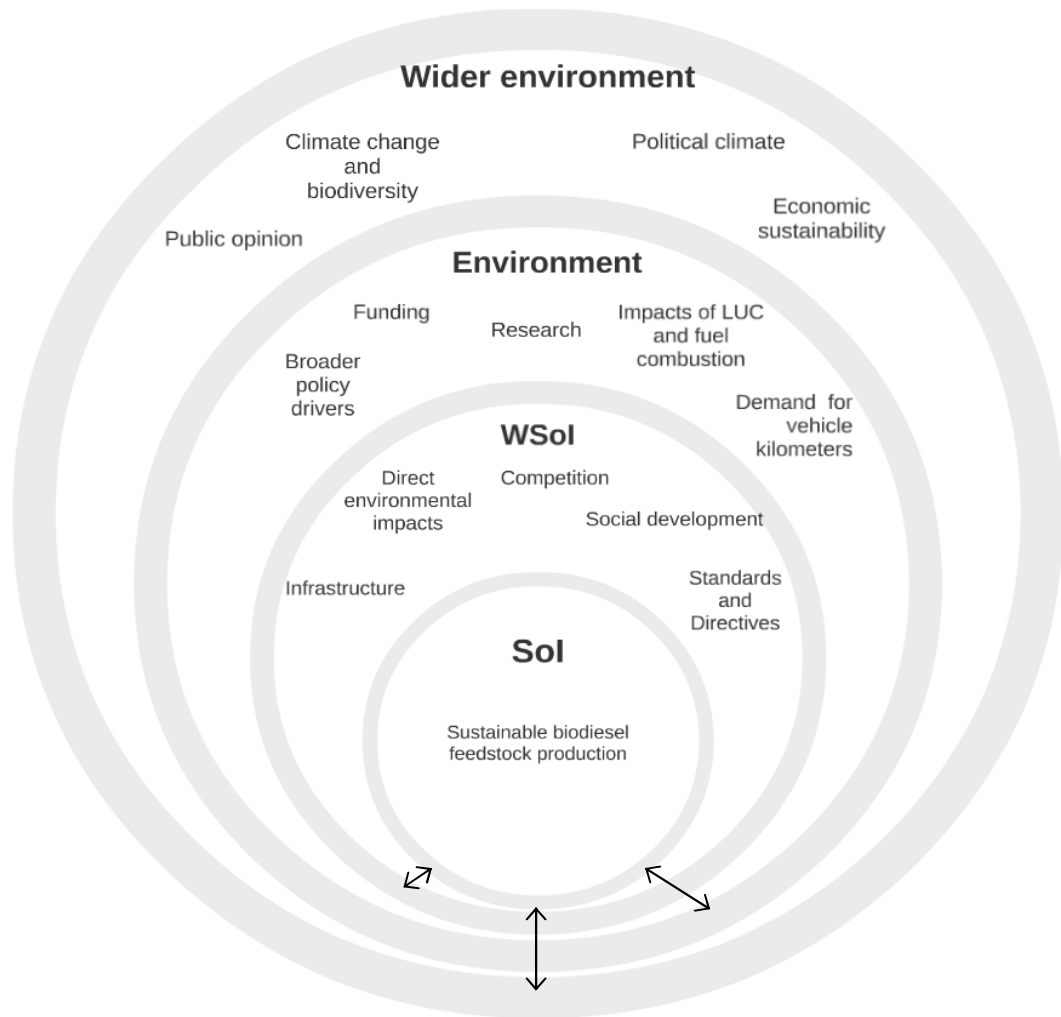 Wider environment
Climate change
and
biodiversity
Political climate
Public opinion
Economic
sustainability
Environment
Funding
Research
Impacts of LUC
and fuel
combustion
Broader
policy
drivers
Demand for
vehicle
kilometers
WSoI
Direct
environmental
impacts
Competition
Social development
Infrastructure
Standards
and
Directives
SoI
Sustainable biodiesel
feedstock production